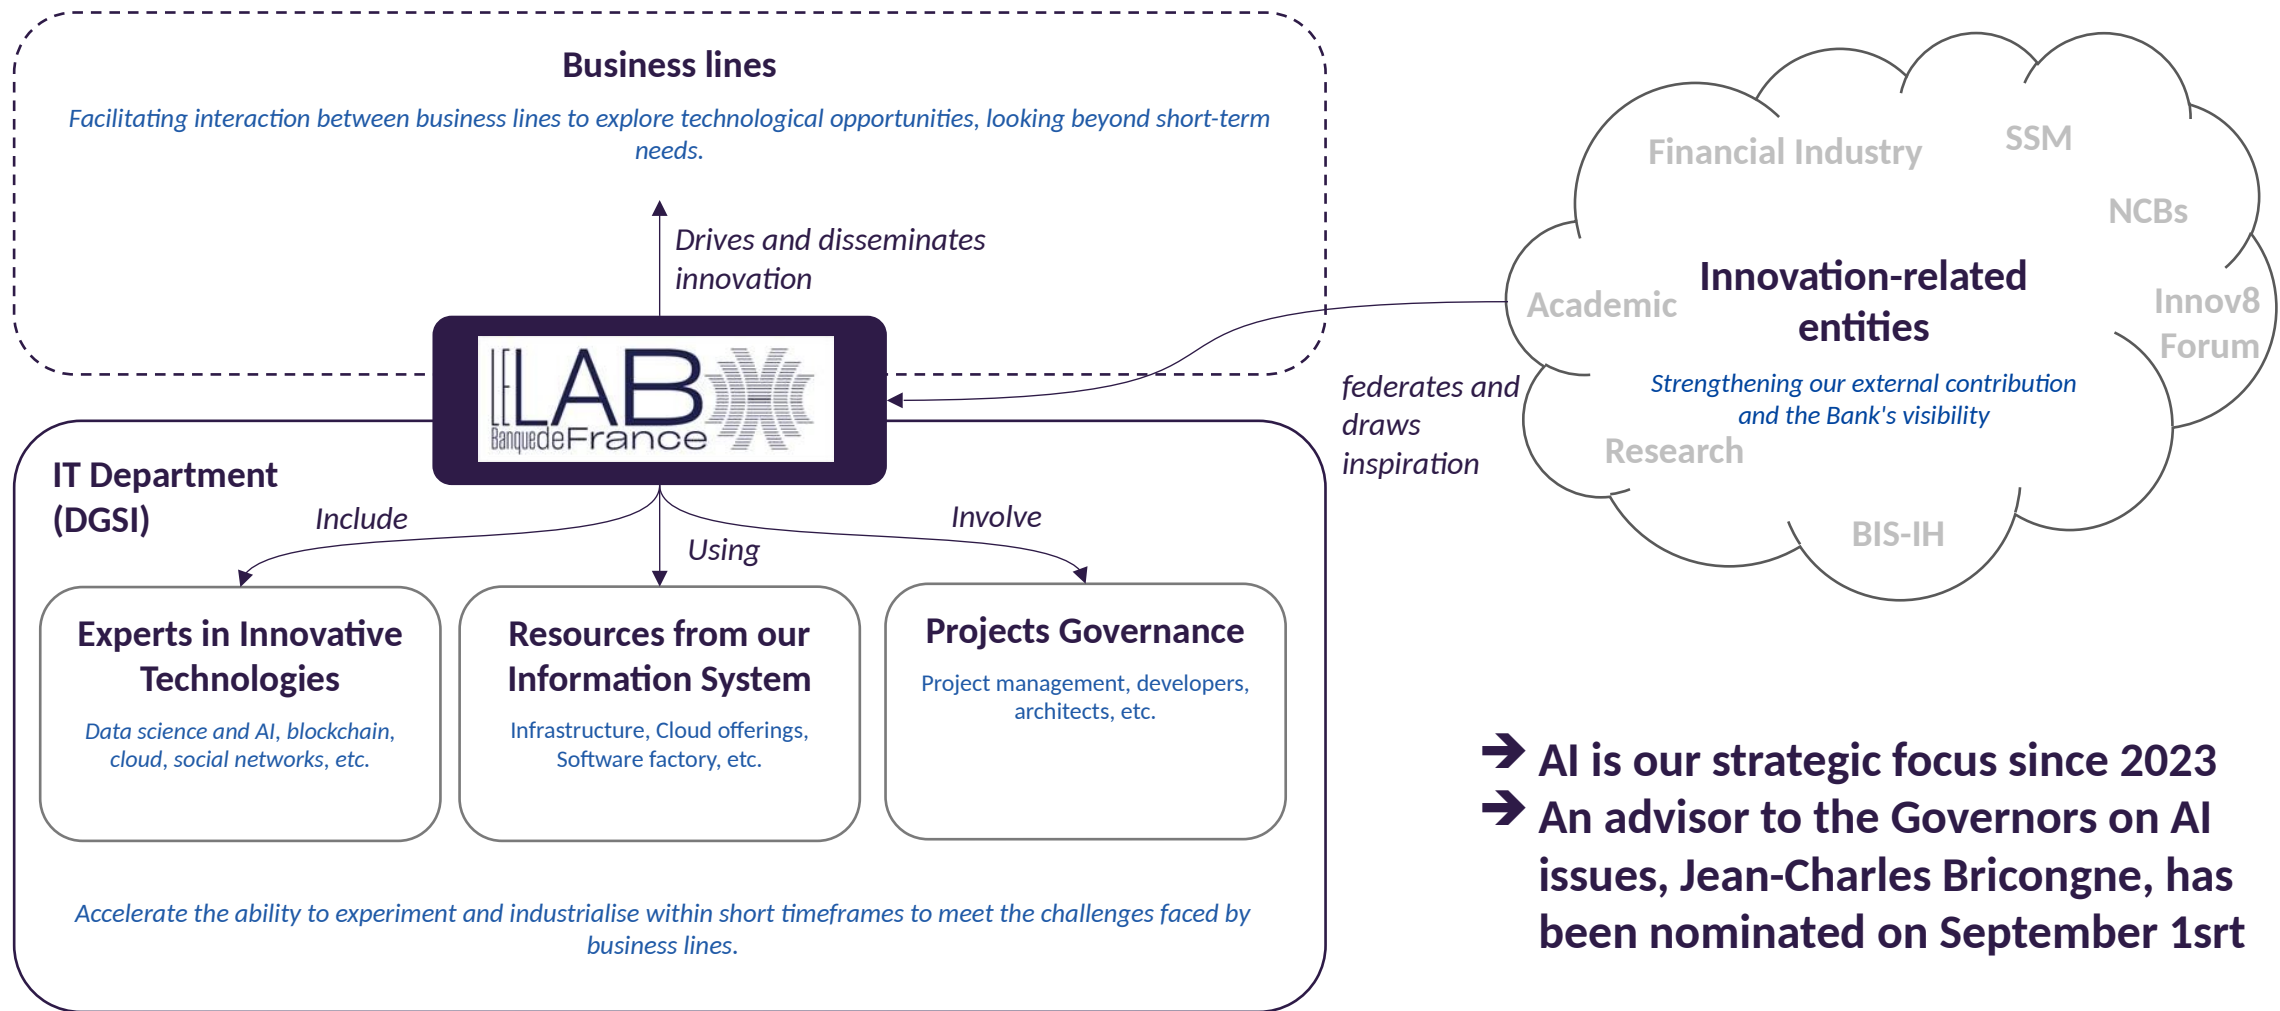 Business lines
Facilitating interaction between business lines to explore technological opportunities, looking beyond short-term
needs.
Drives and disseminates
innovation
LE LAB
Banque de France
IT Department
(DGSI)
Include
Using
Involve
Experts in Innovative
Technologies
Data science and AI, blockchain,
cloud, social networks, etc.
Resources from our
Information System
Infrastructure, Cloud offerings,
Software factory, etc.
Projects Governance
Project management, developers,
architects, etc.
Accelerate the ability to experiment and industrialise within short timeframes to meet the challenges faced by
business lines.
federates and
draws
inspiration
Financial Industry
SSM
NCBs
Innovation-related
entities
Academic
Innov8
Forum
Strengthening our external contribution
and the Bank's visibility
Research
BIS-IH
➔ AI is our strategic focus since 2023
➔ An advisor to the Governors on AI
issues, Jean-Charles Bricongne, has
been nominated on September 1srt